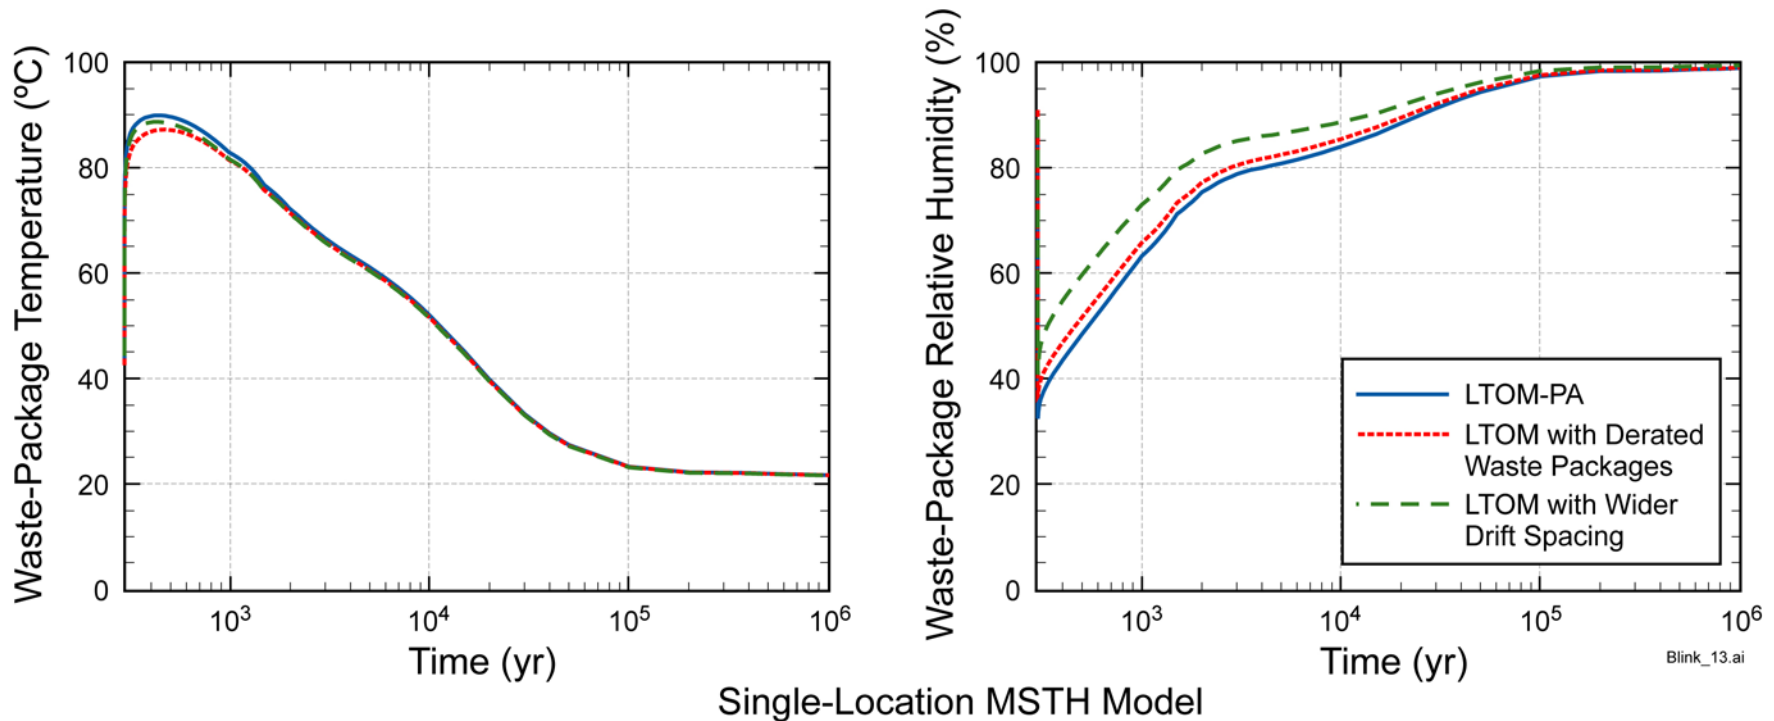 Waste-Package Temperature (ºC)
100
80
60
40
20
0
10³
10⁴
10⁵
10⁶
Time (yr)
Waste-Package Relative Humidity (%)
100
80
60
40
20
0
LTOM-PA
LTOM with Derated
Waste Packages
LTOM with Wider
Drift Spacing
10³
10⁴
10⁵
10⁶
Time (yr)
Blink_13.ai
Single-Location MSTH Model